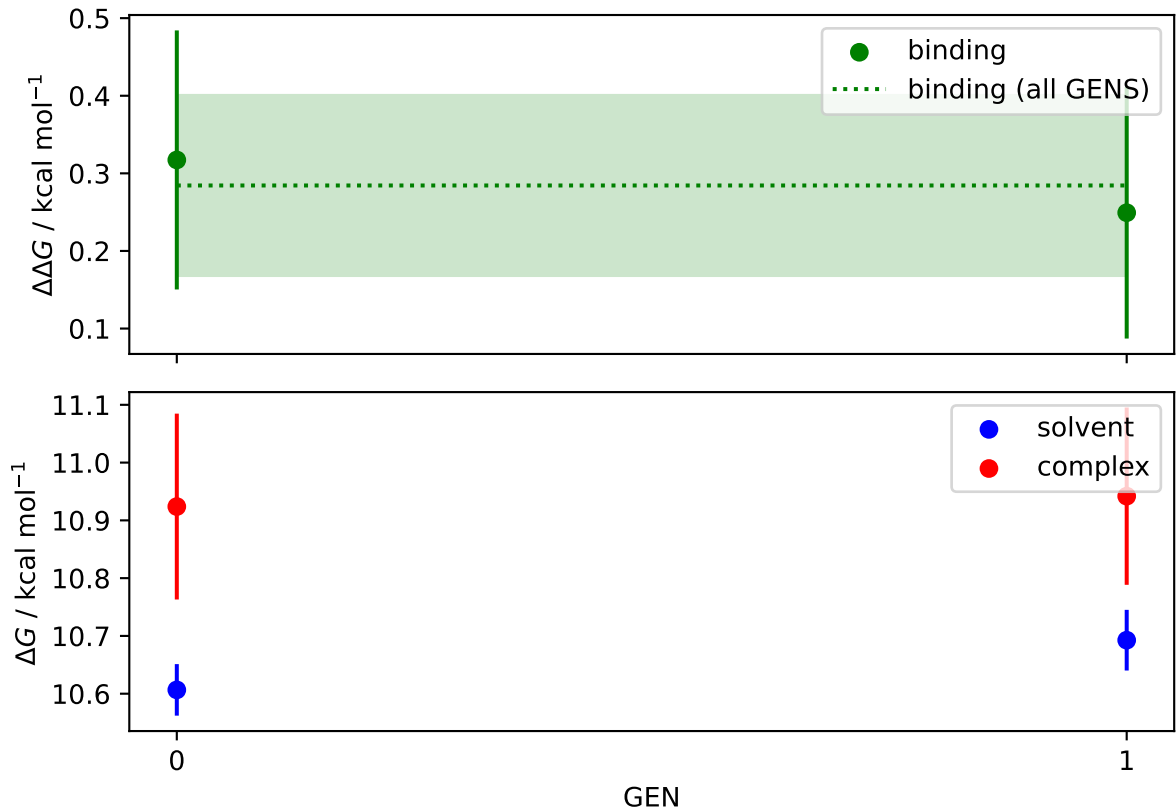 0.5
0.4
0.3
0.2
0.1
ΔΔG / kcal mol⁻¹
binding
binding (all GENS)
11.1
11.0
10.9
10.8
10.7
10.6
ΔG / kcal mol⁻¹
solvent
complex
0 1
GEN